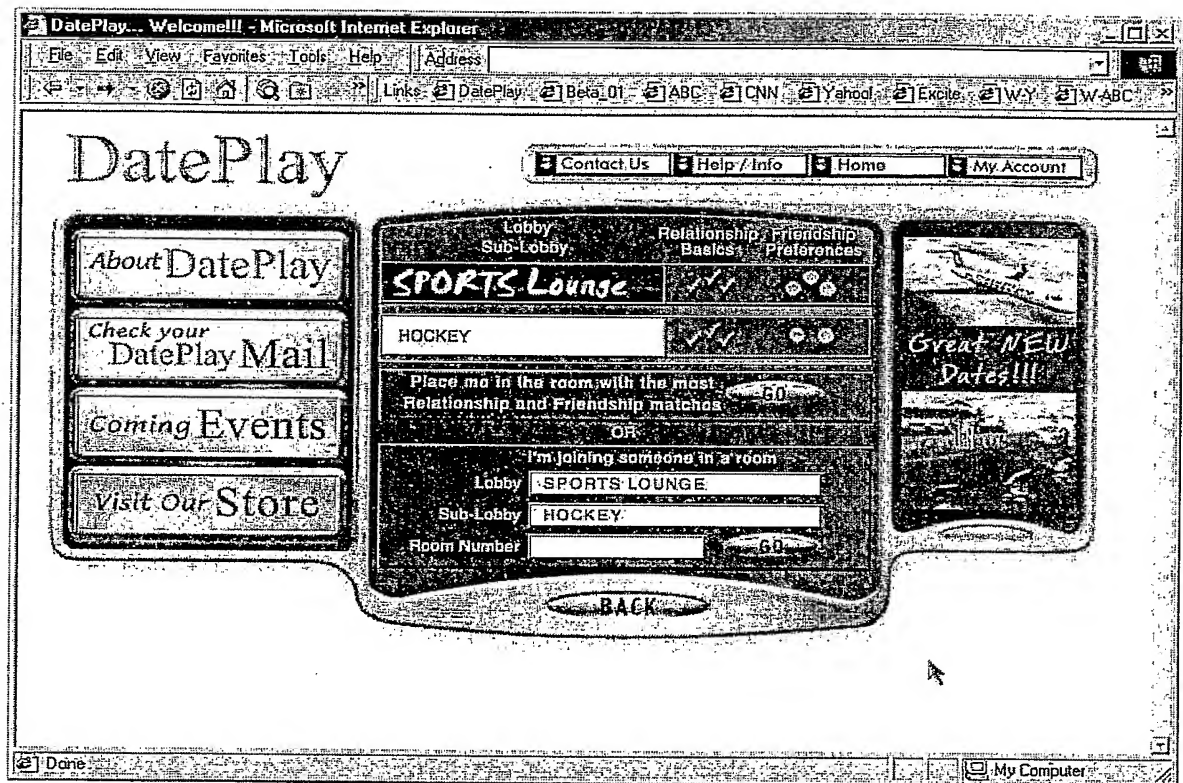 DatePlay... Welcome!!! - Microsoft Internet Explorer
File Edit View Favorites Tools Help Address
Links DatePlay Beta_01 ABC CNN Yahoo! Excite W-Y W-ABC
DatePlay
Contact Us Help / Info Home My Account
About DatePlay
Check your
DatePlay Mail
Coming Events
Visit Our Store
Lobby
Sub-Lobby
Relationship
Basics
Friendship
Preferences
SPORTS Lounge
HOCKEY
Place me in the room with the most
Relationship and Friendship matches
GO
OR
I'm joining someone in a room
Lobby SPORTS LOUNGE
Sub-Lobby HOCKEY
Room Number GO
BACK
Great NEW
Dates!!!
Done My Computer